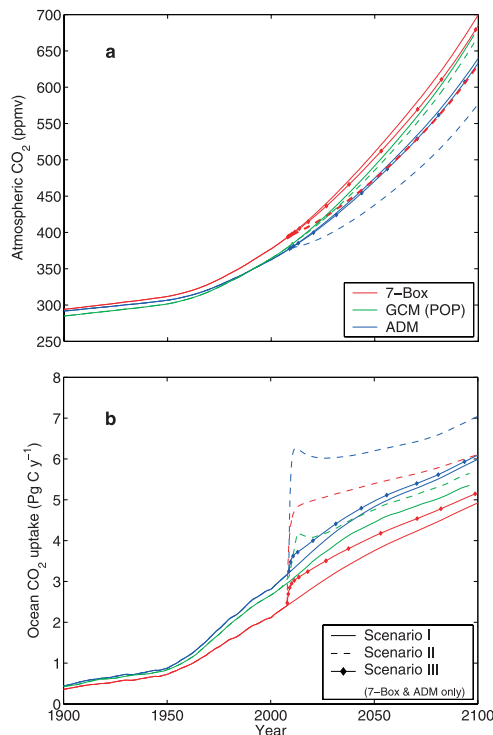 700
650
600
550
500
450
400
350
300
250
Atmospheric CO2 (ppmv)
a
7–Box
GCM (POP)
ADM
8
7
6
5
4
3
2
1
0
Ocean CO2 uptake (Pg C y−1)
b
Scenario I
Scenario II
Scenario III
(7-Box & ADM only)
1900 1950 2000 2050 2100
Year